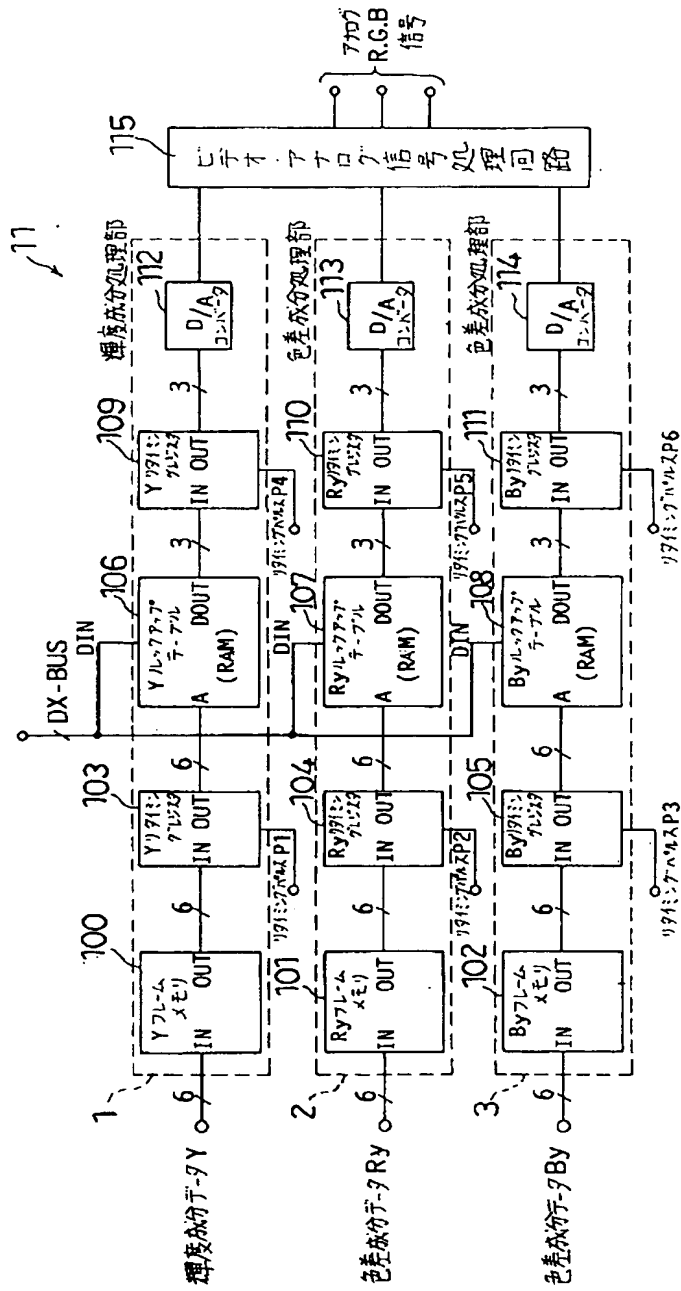 11
輝度成分データY
6
1
100
Yフレーム
メモリ
IN OUT
6
103
Yリタイミン
グレジスタ
IN OUT
リタイミングパルスP1
6
DX-BUS
DIN
106
Yルックアップ
テーブル
A DOUT
(RAM)
3
109
Yリタイミン
グレジスタ
IN OUT
リタイミングパルスP4
3
輝度成分処理部
112
D/A
コンバータ
色差成分データRy
6
2
101
Ryフレーム
メモリ
IN OUT
6
104
Ryリタイミン
グレジスタ
IN OUT
リタイミングパルスP2
6
DIN
107
Ryルックアップ
テーブル
A DOUT
(RAM)
3
110
Ryリタイミン
グレジスタ
IN OUT
リタイミングパルスP5
3
色差成分処理部
113
D/A
コンバータ
色差成分データBy
6
3
102
Byフレーム
メモリ
IN OUT
6
105
Byリタイミン
グレジスタ
IN OUT
リタイミングパルスP3
6
DIN
108
Byルックアップ
テーブル
A DOUT
(RAM)
3
111
Byリタイミン
グレジスタ
IN OUT
リタイミングパルスP6
3
色差成分処理部
114
D/A
コンバータ
115
ビデオ・アナログ信号処理回路
アナログ
R.G.B
信号